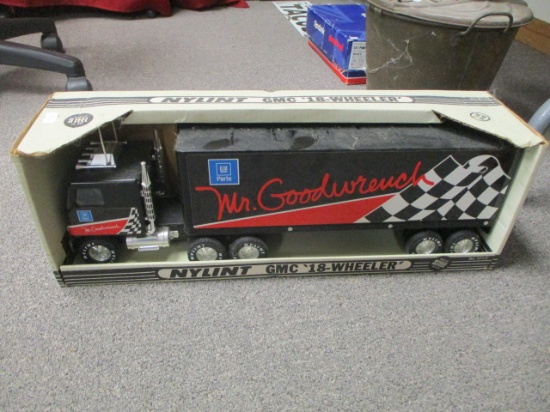 NYLINT GMC '18-WHEELER'
GM
Parts
Mr. Goodwrench
Mr. Goodwrench
NYLINT GMC '18-WHEELER'